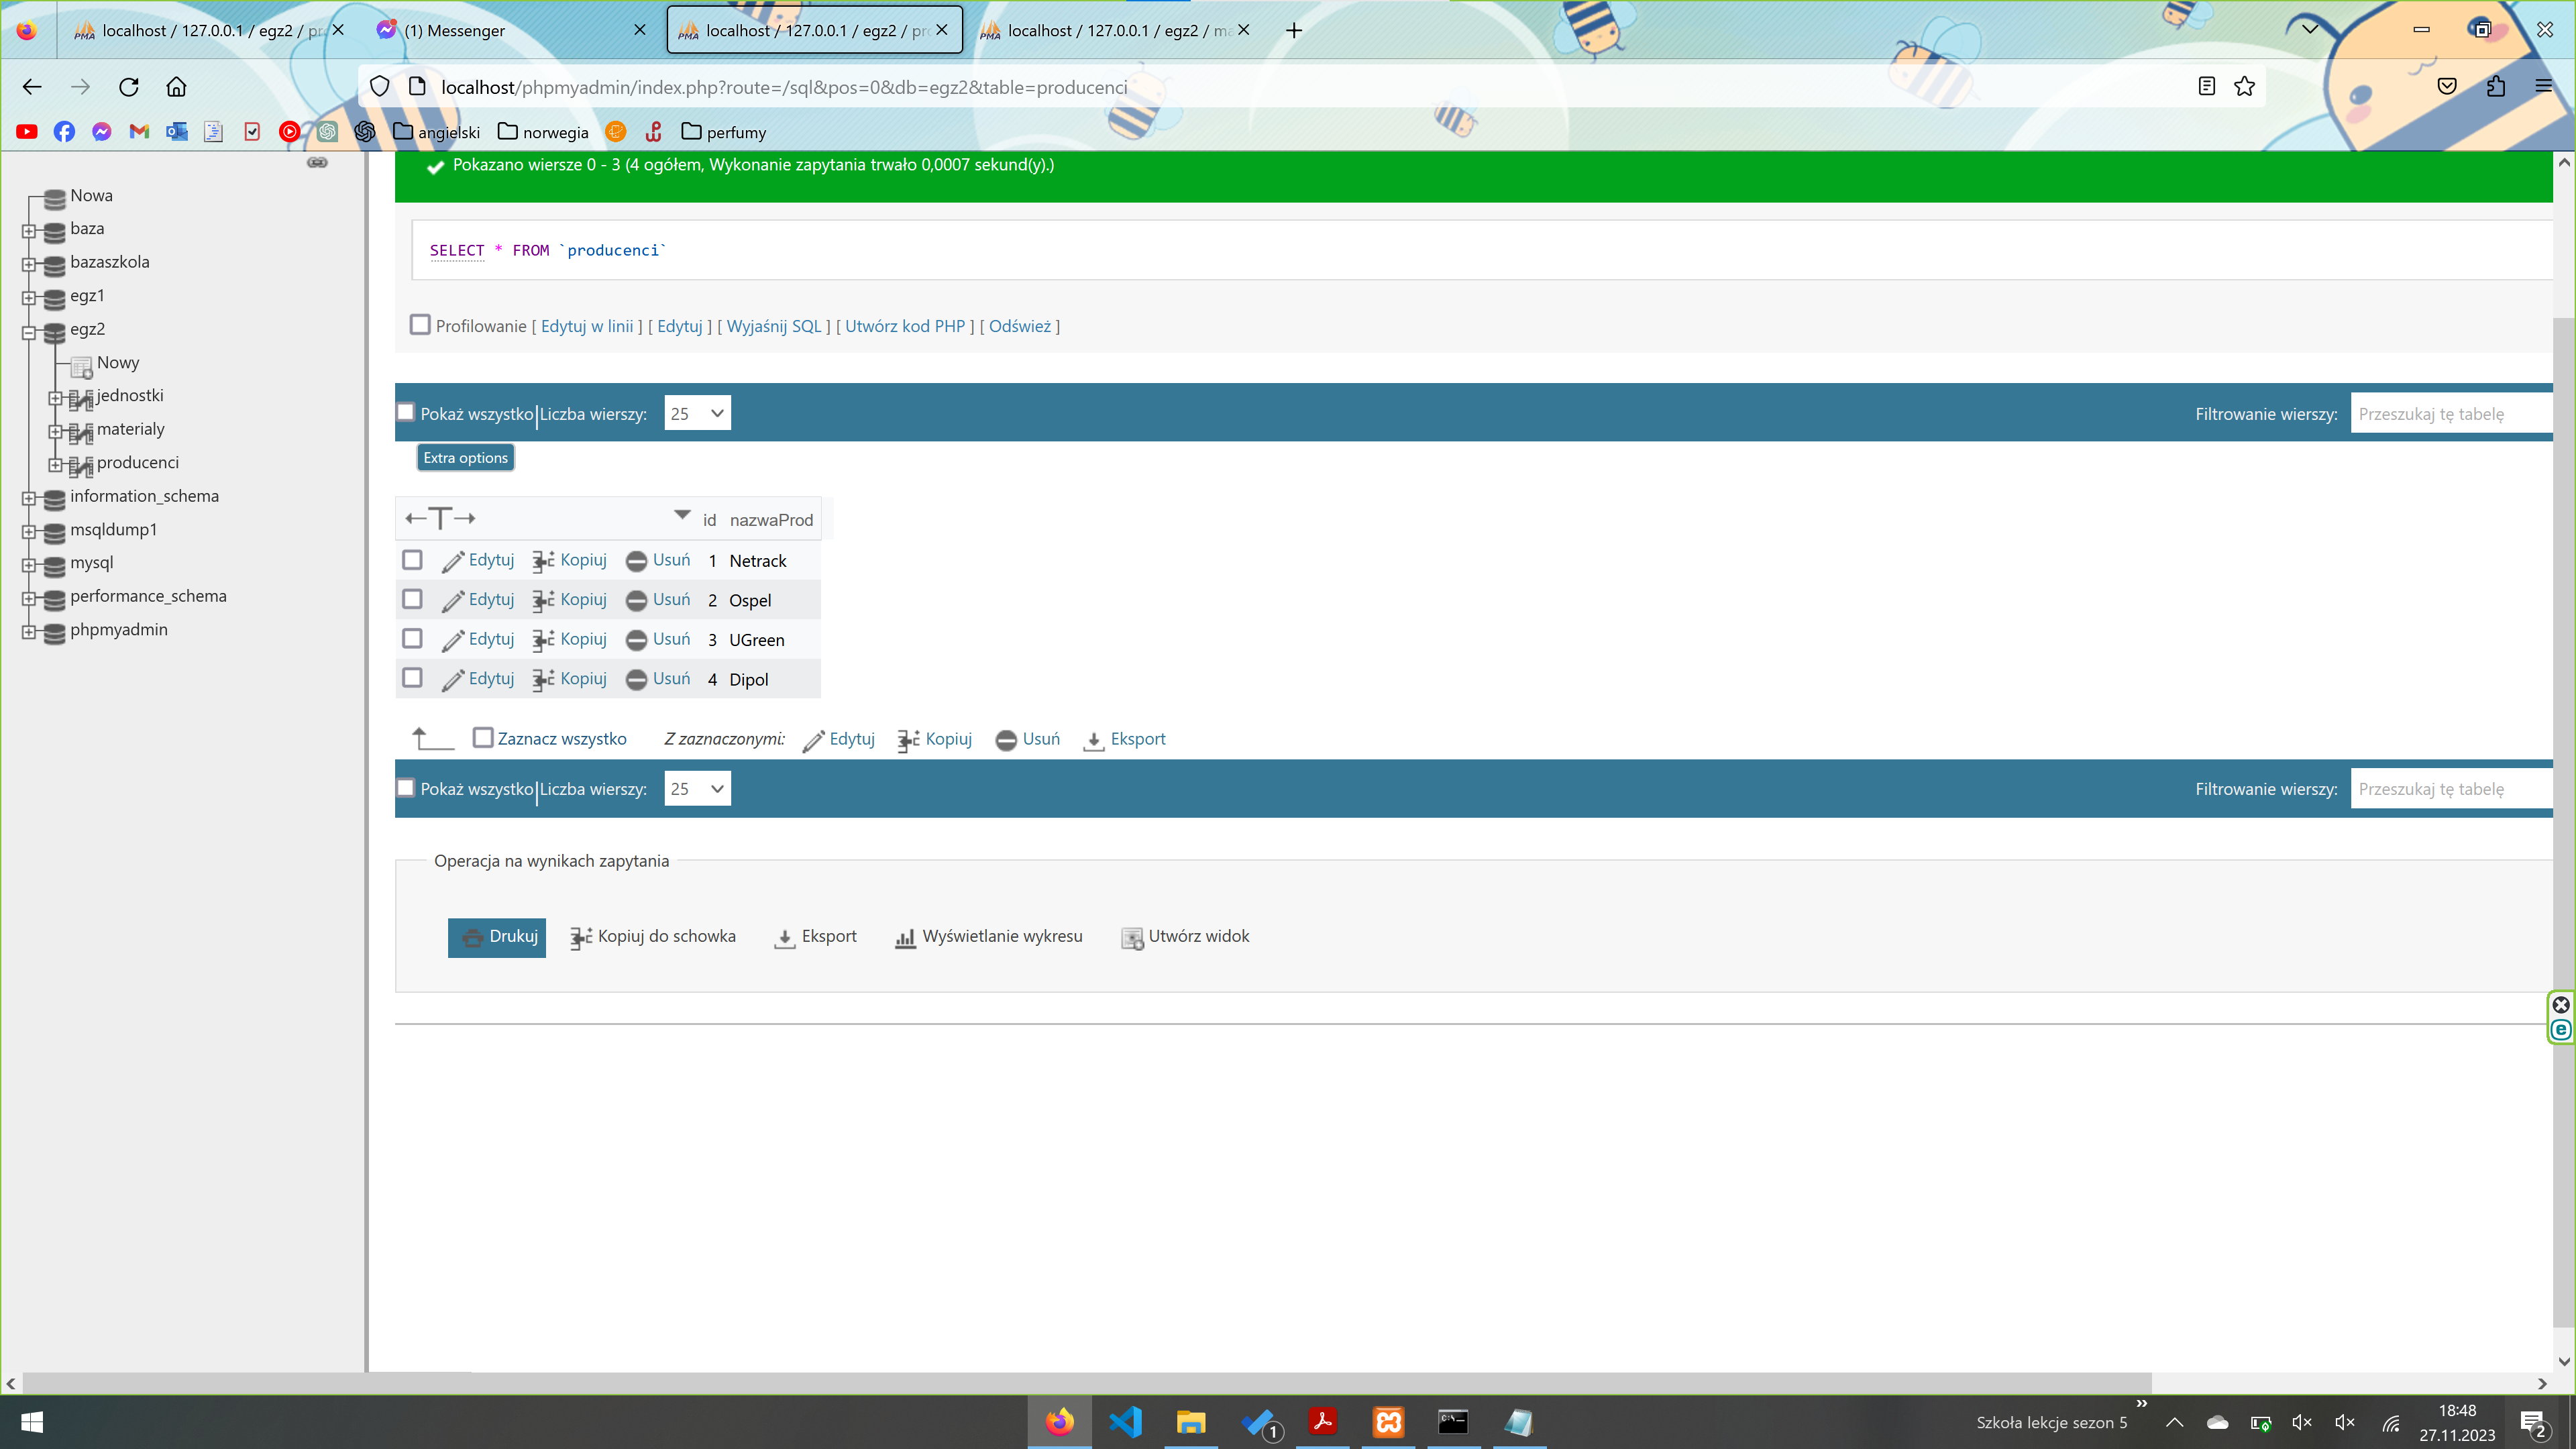 localhost / 127.0.0.1 / egz2 / pr
(1) Messenger
localhost / 127.0.0.1 / egz2 / pro
localhost / 127.0.0.1 / egz2 / ma
localhost/phpmyadmin/index.php?route=/sql&pos=0&db=egz2&table=producenci
angielski
norwegia
perfumy
Nowa
baza
bazaszkola
egz1
egz2
Nowy
jednostki
materialy
producenci
information_schema
msqldump1
mysql
performance_schema
phpmyadmin
Pokazano wiersze 0 - 3 (4 ogółem, Wykonanie zapytania trwało 0,0007 sekund(y).)
SELECT * FROM `producenci`
Profilowanie [ Edytuj w linii ] [ Edytuj ] [ Wyjaśnij SQL ] [ Utwórz kod PHP ] [ Odśwież ]
Pokaż wszystko | Liczba wierszy: 25 Filtrowanie wierszy: Przeszukaj tę tabelę
Extra options
←T→ id nazwaProd
Edytuj Kopiuj Usuń 1 Netrack
Edytuj Kopiuj Usuń 2 Ospel
Edytuj Kopiuj Usuń 3 UGreen
Edytuj Kopiuj Usuń 4 Dipol
Zaznacz wszystko Z zaznaczonymi: Edytuj Kopiuj Usuń Eksport
Pokaż wszystko | Liczba wierszy: 25 Filtrowanie wierszy: Przeszukaj tę tabelę
Operacja na wynikach zapytania
Drukuj Kopiuj do schowka Eksport Wyświetlanie wykresu Utwórz widok
1
Szkoła lekcje sezon 5
18:48
27.11.2023
2